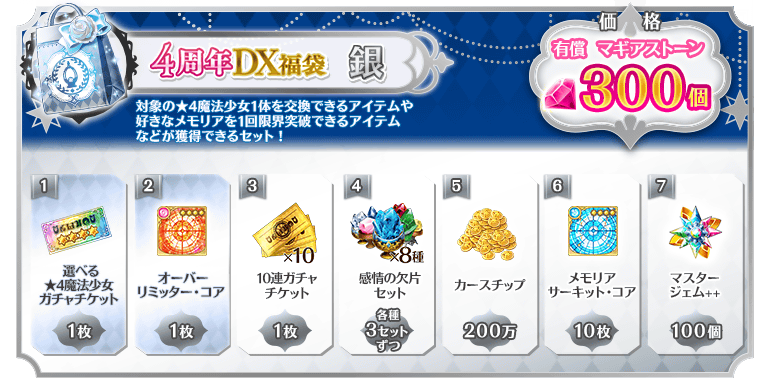 4周年DX福袋 銀
価格
有償 マギアストーン
300個
対象の★4魔法少女1体を交換できるアイテムや
好きなメモリアを1回限界突破できるアイテム
などが獲得できるセット！
1
選べる
★4魔法少女
ガチャチケット
1枚
2
オーバー
リミッター・コア
1枚
3
×10
10連ガチャ
チケット
1枚
4
×8種
感情の欠片
セット
各種
3セット
ずつ
5
カースチップ
200万
6
メモリア
サーキット・コア
10枚
7
マスター
ジェム++
100個